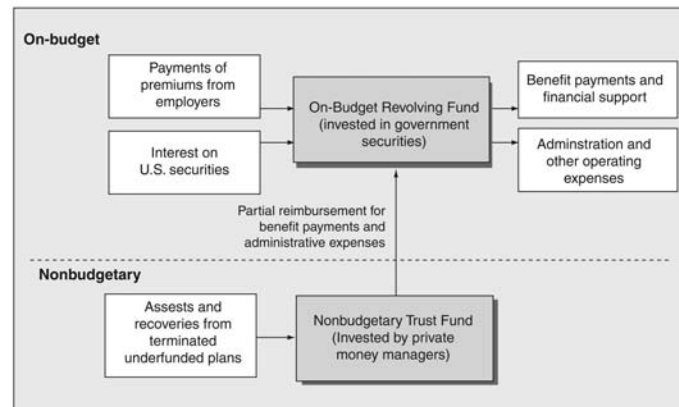 On-budget
Payments of
premiums from
employers
Interest on
U.S. securities
On-Budget Revolving Fund
(invested in government
securities)
Benefit payments and
financial support
Adminstration and
other operating
expenses
Partial reimbursement for
benefit payments and
administrative expenses
Nonbudgetary
Assests and
recoveries from
terminated
underfunded plans
Nonbudgetary Trust Fund
(Invested by private
money managers)